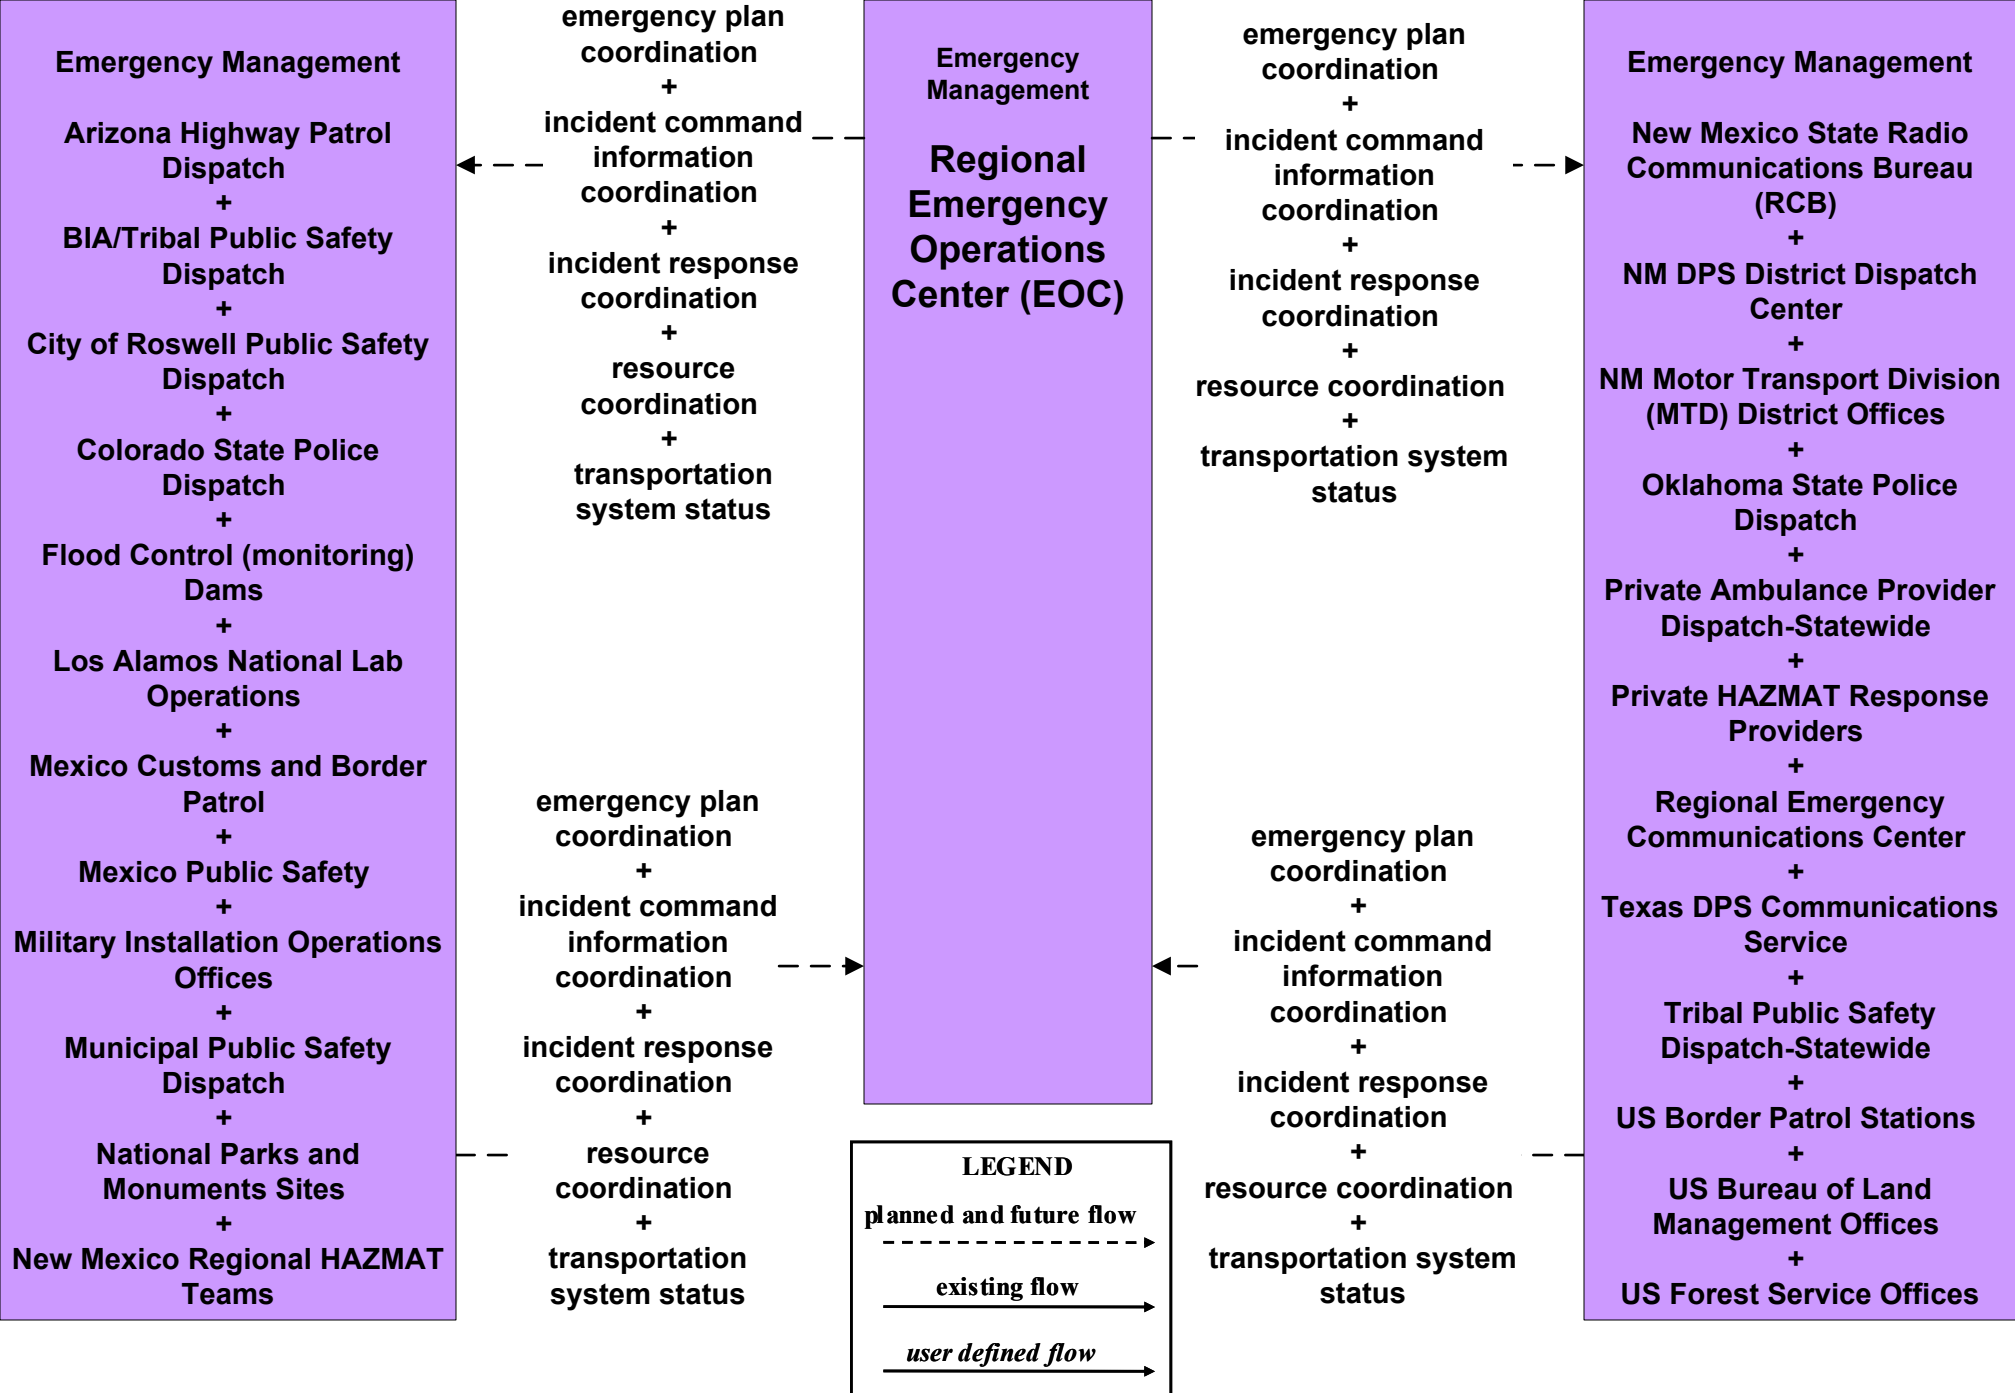 Emergency Management
Arizona Highway Patrol
Dispatch
+
BIA/Tribal Public Safety
Dispatch
+
City of Roswell Public Safety
Dispatch
+
Colorado State Police
Dispatch
+
Flood Control (monitoring)
Dams
+
Los Alamos National Lab
Operations
+
Mexico Customs and Border
Patrol
+
Mexico Public Safety
+
Military Installation Operations
Offices
+
Municipal Public Safety
Dispatch
+
National Parks and
Monuments Sites
+
New Mexico Regional HAZMAT
Teams
emergency plan
coordination
+
incident command
information
coordination
+
incident response
coordination
+
resource
coordination
+
transportation
system status
emergency plan
coordination
+
incident command
information
coordination
+
incident response
coordination
+
resource
coordination
+
transportation
system status
Emergency
Management
Regional
Emergency
Operations
Center (EOC)
LEGEND
planned and future flow
existing flow
user defined flow
emergency plan
coordination
+
incident command
information
coordination
+
incident response
coordination
+
resource coordination
+
transportation system
status
emergency plan
coordination
+
incident command
information
coordination
+
incident response
coordination
+
resource coordination
+
transportation system
status
Emergency Management
New Mexico State Radio
Communications Bureau
(RCB)
+
NM DPS District Dispatch
Center
+
NM Motor Transport Division
(MTD) District Offices
+
Oklahoma State Police
Dispatch
+
Private Ambulance Provider
Dispatch-Statewide
+
Private HAZMAT Response
Providers
+
Regional Emergency
Communications Center
+
Texas DPS Communications
Service
+
Tribal Public Safety
Dispatch-Statewide
+
US Border Patrol Stations
+
US Bureau of Land
Management Offices
+
US Forest Service Offices